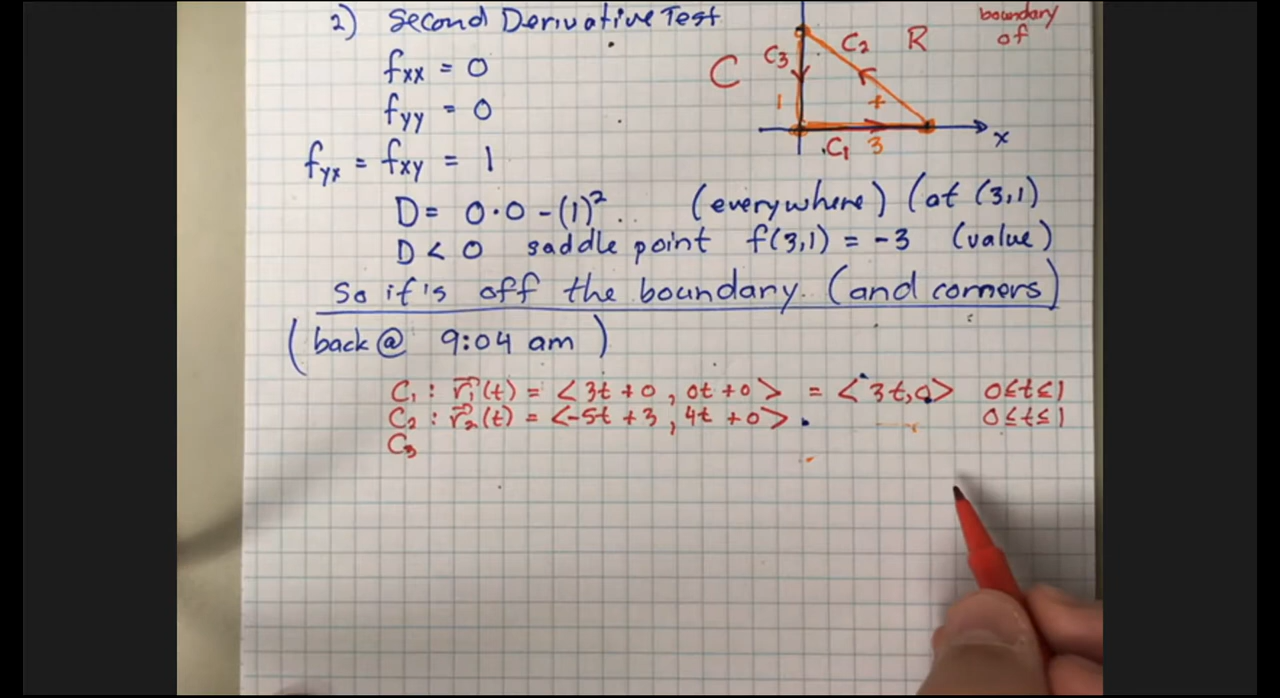 2) Second Derivative Test
boundary
of
C2
R
C3
C
fxx = 0
fyy = 0
1
+
x
C1 3
fyx = fxy = 1
D = 0·0 - (1)² .. (everywhere) (at (3,1)
D < 0 saddle point f(3,1) = -3 (value)
So it's off the boundary. (and corners)
(back @ 9:04 am )
C1 : r⃗1(t) = <3t + 0 , 0t + 0> = <3t, 0> 0≤t≤1
C2 : r⃗2(t) = <-5t + 3 , 4t + 0> . 0≤t≤1
C3